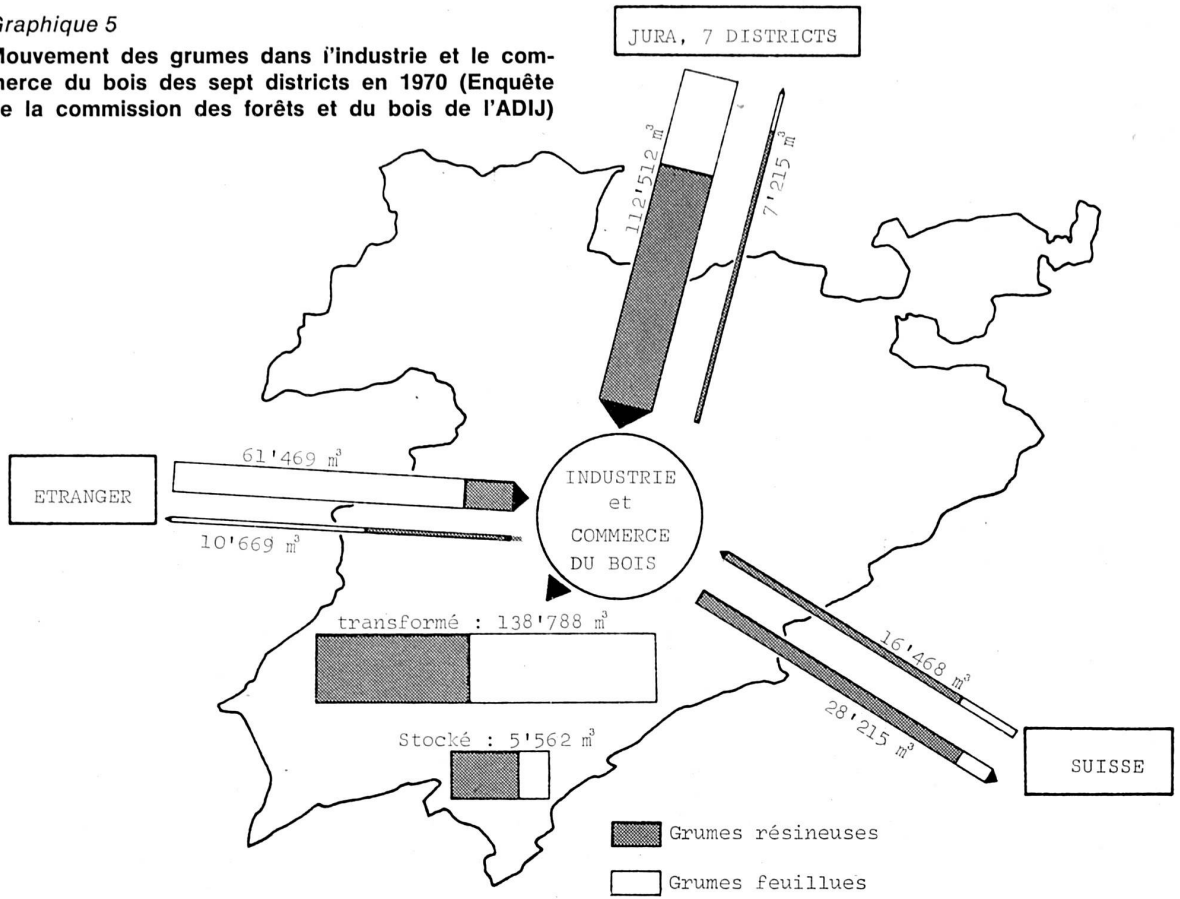 Graphique 5
Mouvement des grumes dans l'industrie et le com-
merce du bois des sept districts en 1970 (Enquête
de la commission des forêts et du bois de l'ADIJ)
JURA, 7 DISTRICTS
112'512 m³
7'215 m³
61'469 m³
ETRANGER
10'669 m³
INDUSTRIE
et
COMMERCE
DU BOIS
transformé : 138'788 m³
Stocké : 5'562 m³
16'468 m³
28'215 m³
SUISSE
Grumes résineuses
Grumes feuillues